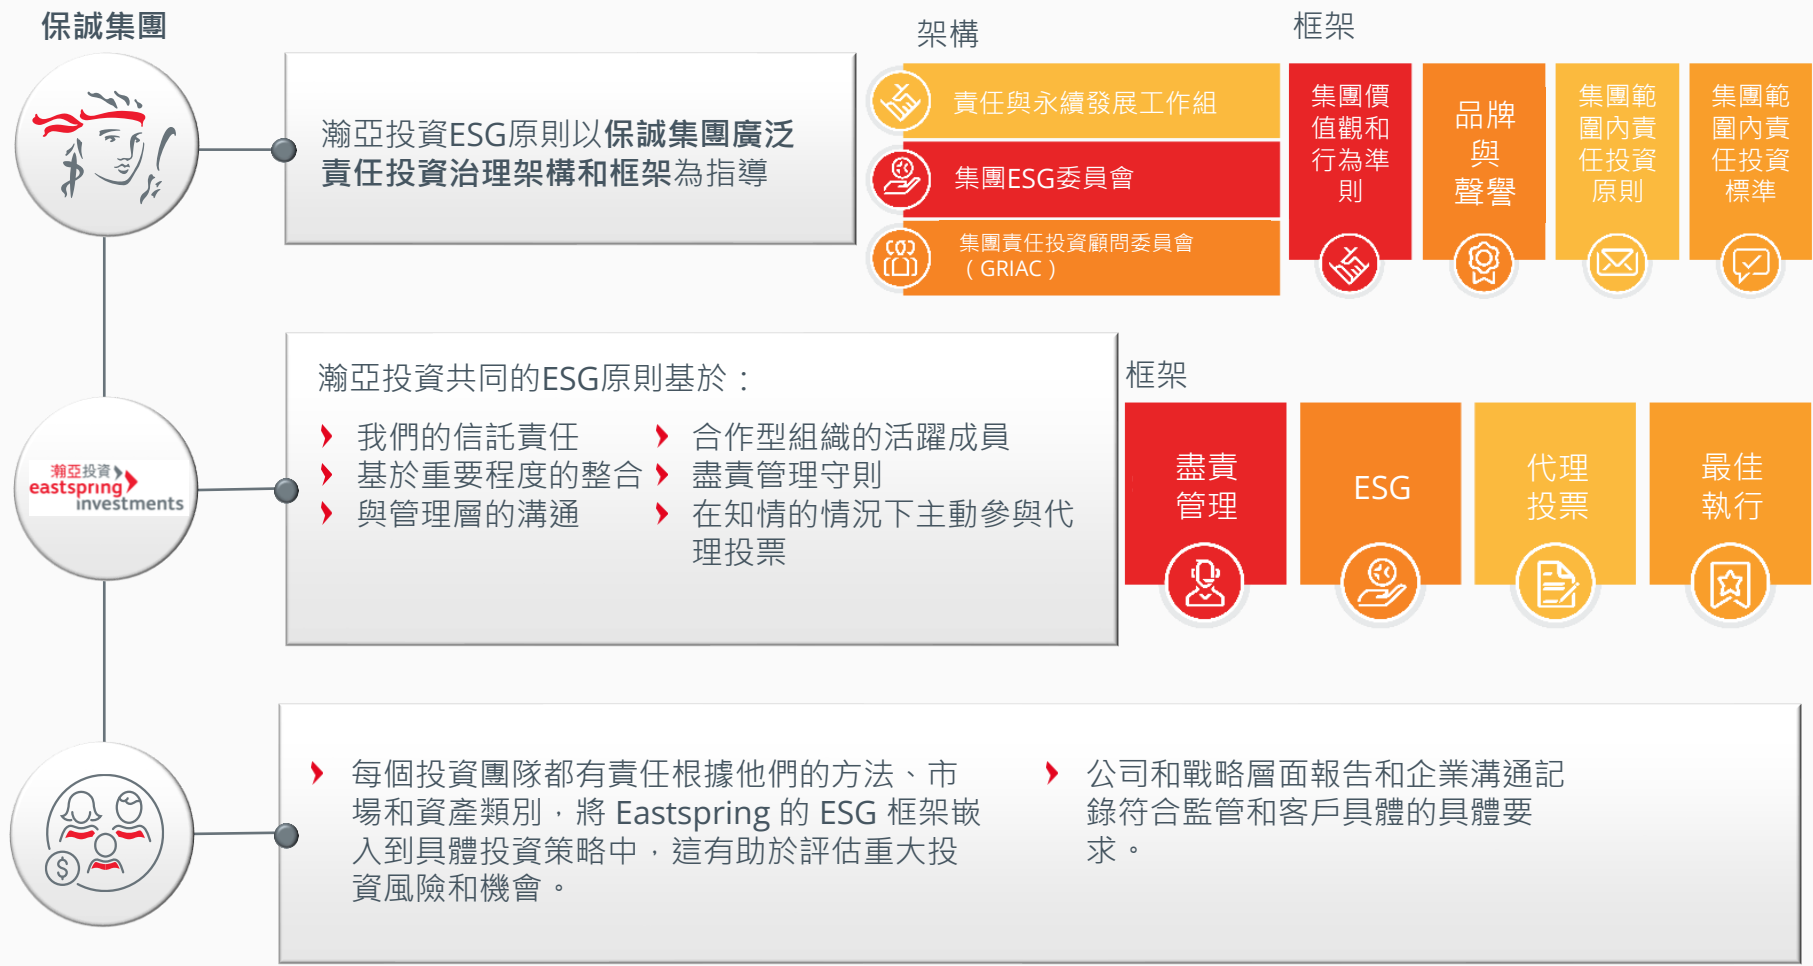 保誠集團
瀚亞投資ESG原則以保誠集團廣泛
責任投資治理架構和框架為指導
架構
責任與永續發展工作組
集團ESG委員會
集團責任投資顧問委員會
（GRIAC）
框架
集團價
值觀和
行為準
則
品牌
與
聲譽
集團範
圍內責
任投資
原則
集團範
圍內責
任投資
標準
瀚亞投資
eastspring
investments
瀚亞投資共同的ESG原則基於：
我們的信託責任
基於重要程度的整合
與管理層的溝通
合作型組織的活躍成員
盡責管理守則
在知情的情況下主動參與代
理投票
框架
盡責
管理
ESG
代理
投票
最佳
執行
每個投資團隊都有責任根據他們的方法、市
場和資產類別，將 Eastspring 的 ESG 框架嵌
入到具體投資策略中，這有助於評估重大投
資風險和機會。
公司和戰略層面報告和企業溝通記
錄符合監管和客戶具體的具體要
求。
$